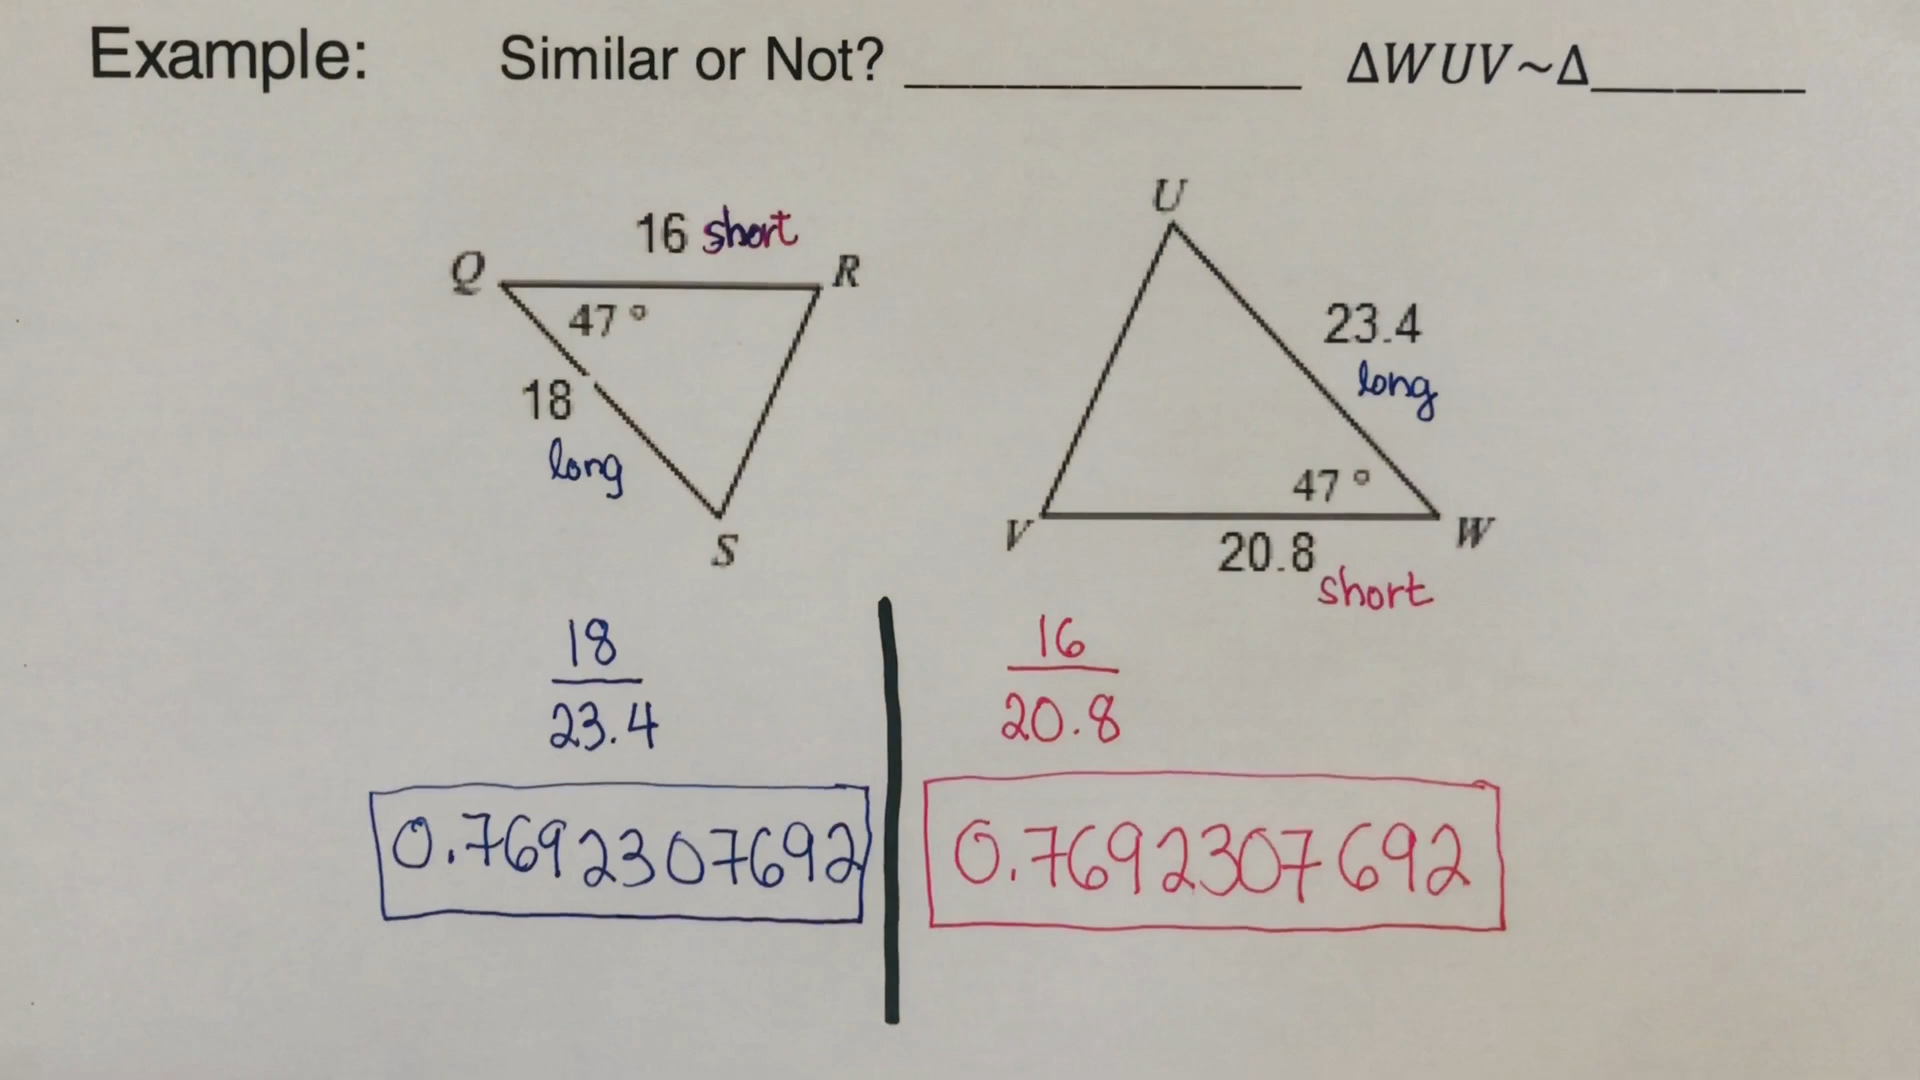 Example: Similar or Not? ____________ ΔWUV~Δ_______
U
16 short
Q R
47° 23.4
18 long
long 47°
S V W
20.8
short
18
23.4
16
20.8
0.7692307692
0.7692307692